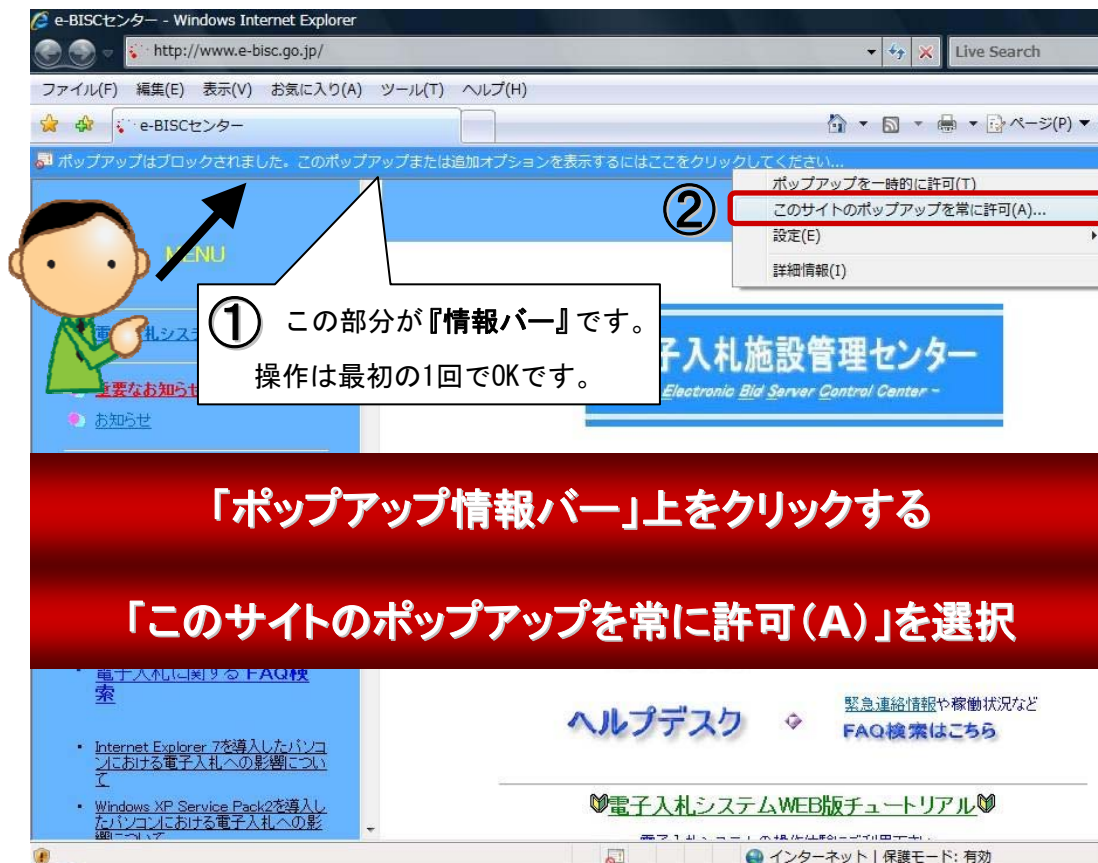 e-BISCセンター - Windows Internet Explorer
http://www.e-bisc.go.jp/
Live Search
ファイル(F) 編集(E) 表示(V) お気に入り(A) ツール(T) ヘルプ(H)
e-BISCセンター
ページ(P)
ポップアップはブロックされました。このポップアップまたは追加オプションを表示するにはここをクリックしてください...
ポップアップを一時的に許可(T)
② このサイトのポップアップを常に許可(A)...
設定(E)
詳細情報(I)
MENU
① この部分が『情報バー』です。
操作は最初の1回でOKです。
子入札施設管理センター
Electronic Bid Server Control Center ~
重要なお知らせ
お知らせ
「ポップアップ情報バー」上をクリックする
「このサイトのポップアップを常に許可(A)」を選択
電子入札に関する FAQ検
索
ヘルプデスク
緊急連絡情報や稼働状況など
FAQ検索はこちら
Internet Explorer 7を導入したパソコ
ンにおける電子入札への影響につい
て
Windows XP Service Pack2を導入し
たパソコンにおける電子入札への影
響について
電子入札システムWEB版チュートリアル
インターネット | 保護モード: 有効